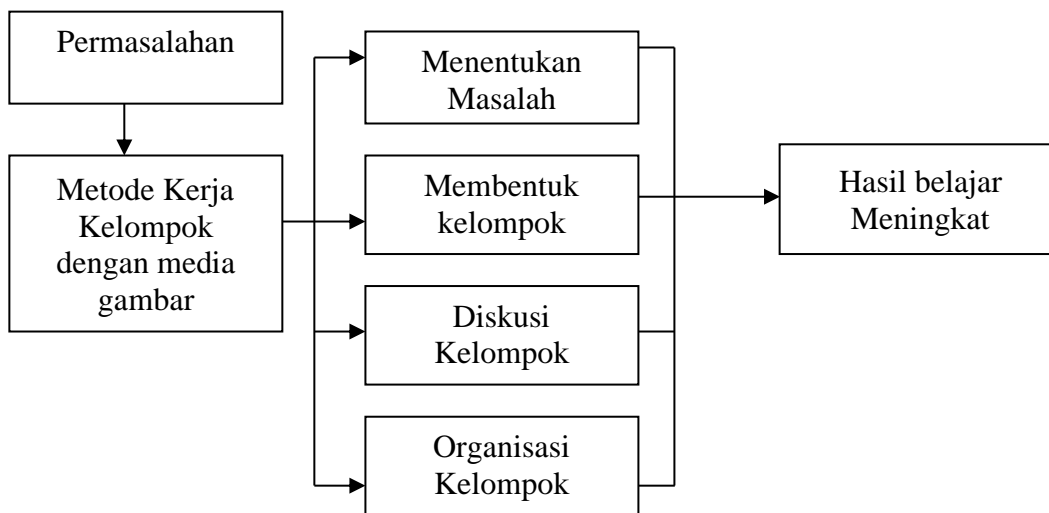 Permasalahan
Metode Kerja
Kelompok
dengan media
gambar
Menentukan
Masalah
Membentuk
kelompok
Diskusi
Kelompok
Organisasi
Kelompok
Hasil belajar
Meningkat